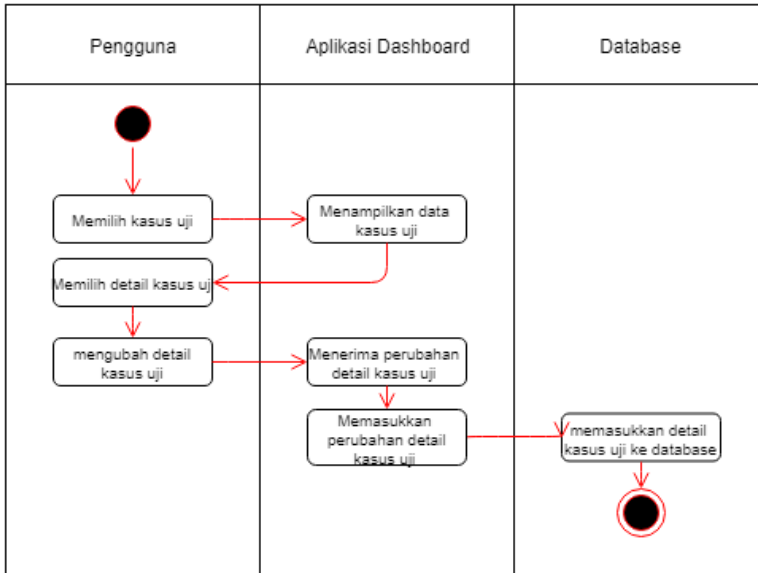 Pengguna
Aplikasi Dashboard
Database
Memilih kasus uji
Menampilkan data
kasus uji
Memilih detail kasus uj
mengubah detail
kasus uji
Menerima perubahan
detail kasus uji
Memasukkan
perubahan detail
kasus uji
memasukkan detail
kasus uji ke database